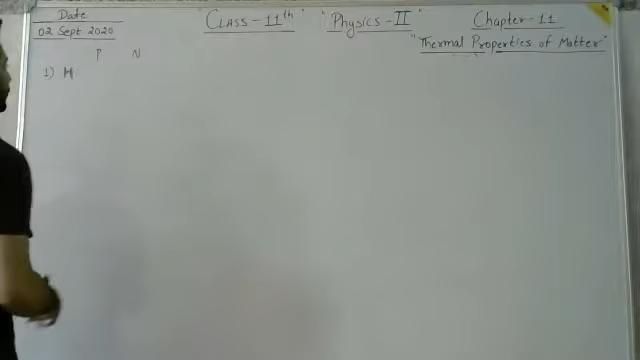 Date
02 Sept 2020
"CLASS-11th" "Physics-II" Chapter-11
"Thermal Properties of Matter"
P N
1) H